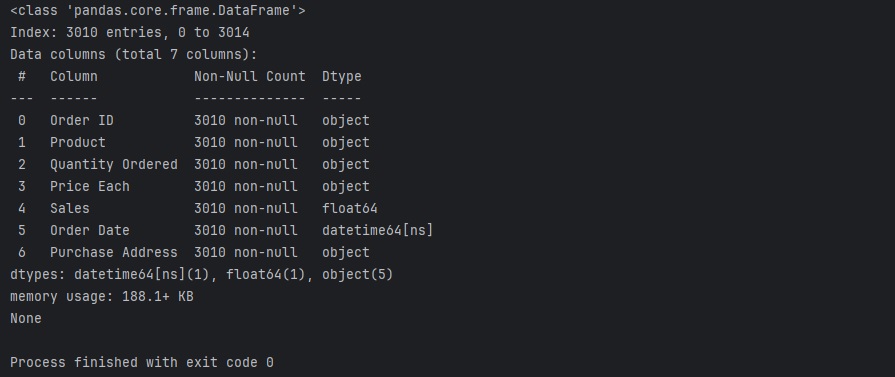 <class 'pandas.core.frame.DataFrame'>
Index: 3010 entries, 0 to 3014
Data columns (total 7 columns):
 #   Column            Non-Null Count  Dtype
---  ------            --------------  -----
 0   Order ID          3010 non-null   object
 1   Product           3010 non-null   object
 2   Quantity Ordered  3010 non-null   object
 3   Price Each        3010 non-null   object
 4   Sales             3010 non-null   float64
 5   Order Date        3010 non-null   datetime64[ns]
 6   Purchase Address  3010 non-null   object
dtypes: datetime64[ns](1), float64(1), object(5)
memory usage: 188.1+ KB
None

Process finished with exit code 0